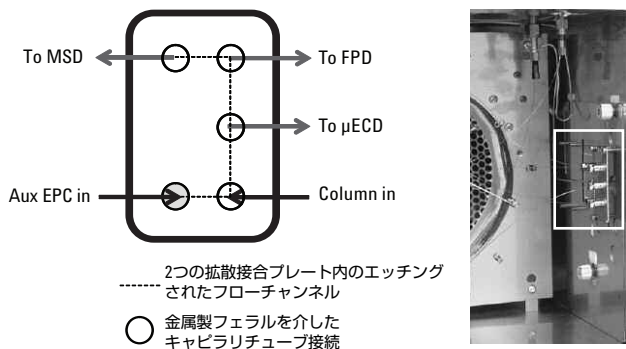 To MSD
To FPD
To µECD
Aux EPC in
Column in
2つの拡散接合プレート内のエッチング
されたフローチャンネル
金属製フェラルを介した
キャピラリチューブ接続